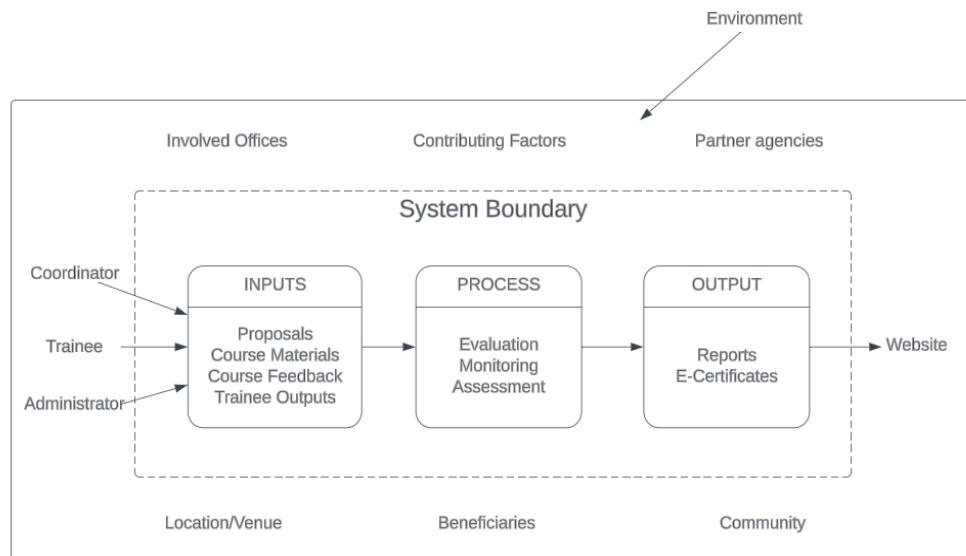 Environment
Involved Offices
Contributing Factors
Partner agencies
System Boundary
Coordinator
Trainee
Administrator
INPUTS
Proposals
Course Materials
Course Feedback
Trainee Outputs
PROCESS
Evaluation
Monitoring
Assessment
OUTPUT
Reports
E-Certificates
Website
Location/Venue
Beneficiaries
Community